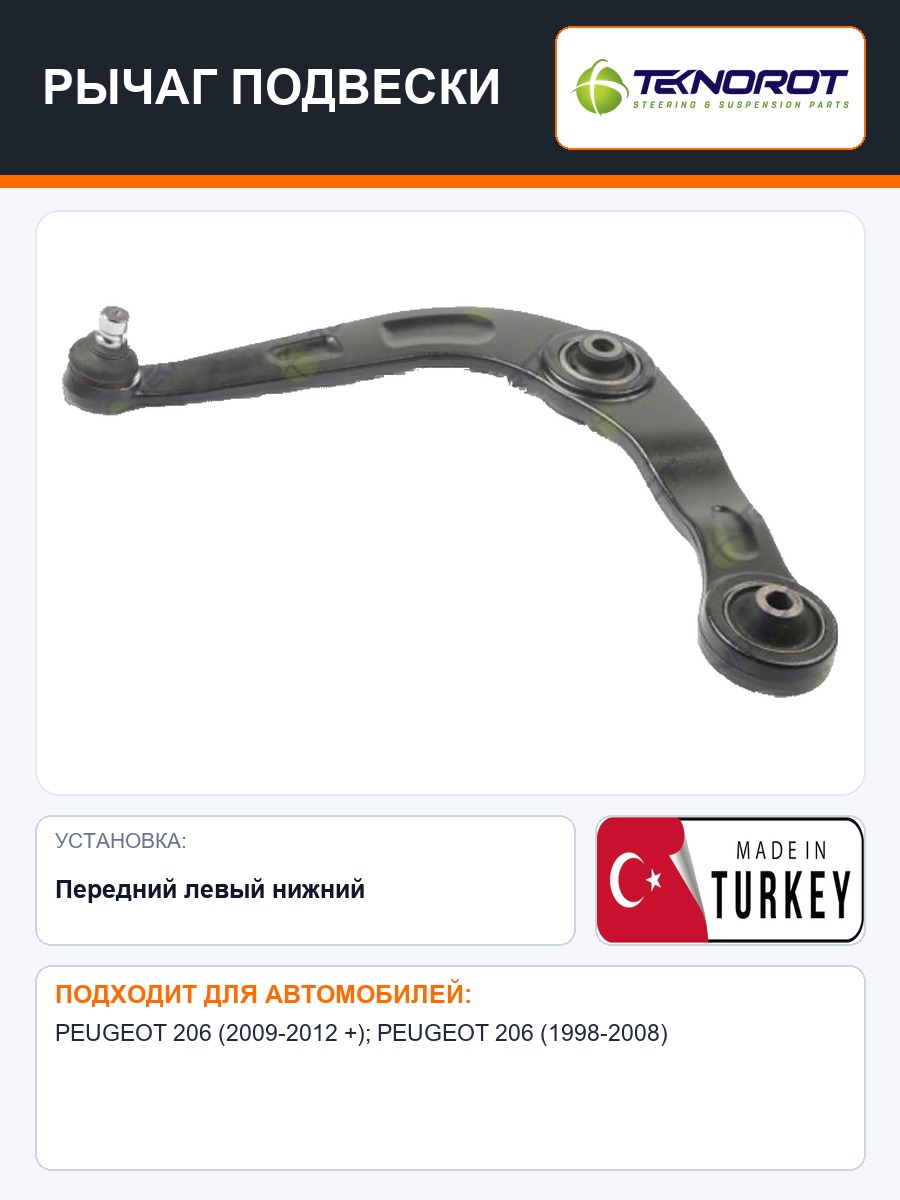 РЫЧАГ ПОДВЕСКИ
TEKNOROT
STEERING & SUSPENSION PARTS
УСТАНОВКА:
Передний левый нижний
MADE IN
TURKEY
ПОДХОДИТ ДЛЯ АВТОМОБИЛЕЙ:
PEUGEOT 206 (2009-2012 +); PEUGEOT 206 (1998-2008)